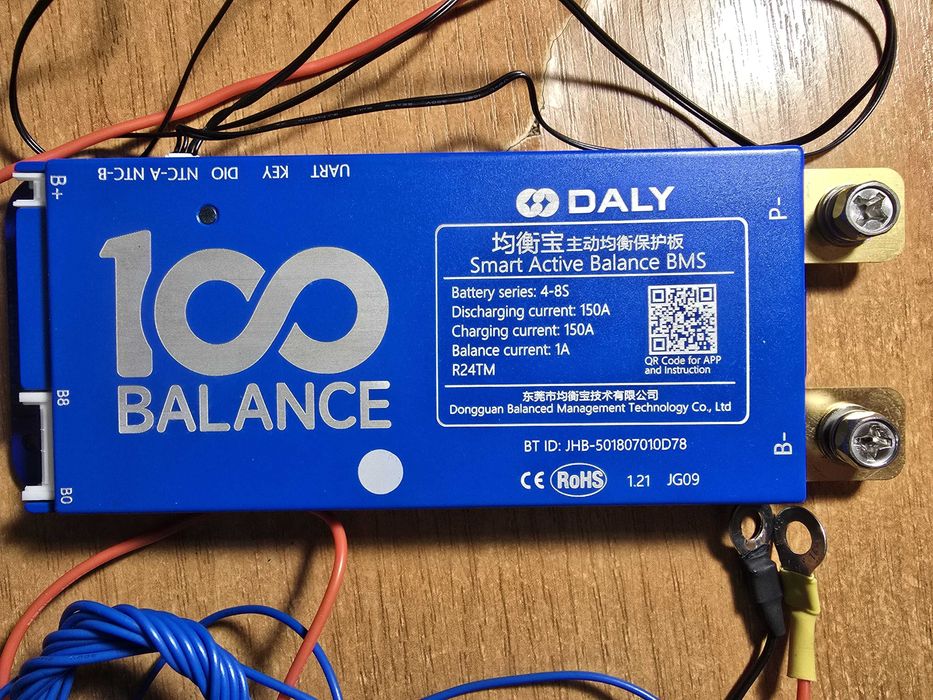 B+
NTC-B
NTC-A
DIO
KEY
UART
DALY
P-
100
BALANCE
均衡宝主动均衡保护板
Smart Active Balance BMS
Battery series: 4-8S
Discharging current: 150A
Charging current: 150A
Balance current: 1A
R24TM
QR Code for APP
and Instruction
东莞市均衡宝技术有限公司
Dongguan Balanced Management Technology Co., Ltd
B8
B0
B-
BT ID: JHB-501807010D78
CE RoHS 1.21 JG09